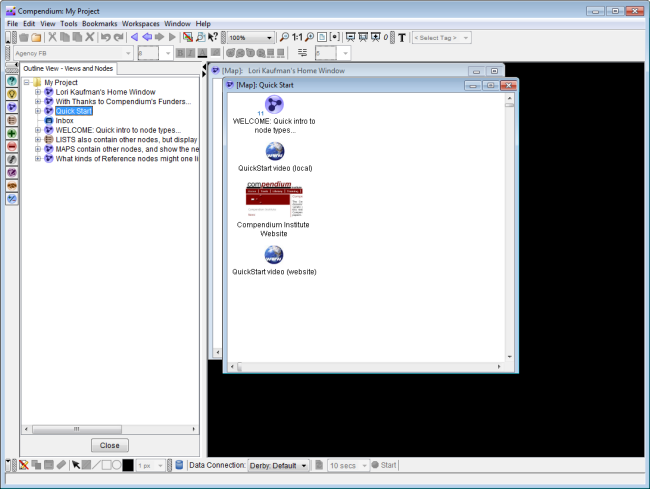 Compendium: My Project
File Edit View Tools Bookmarks Workspaces Window Help
100%
1:1
0
T
< Select Tag >
Agency FB
8
6
Outline View - Views and Nodes
My Project
Lori Kaufman's Home Window
With Thanks to Compendium's Funders...
Quick Start
Inbox
WELCOME: Quick intro to node types...
LISTS also contain other nodes, but display
MAPS contain other nodes, and show the ne
What kinds of Reference nodes might one li
Close
[Map]: Lori Kaufman's Home Window
[Map]: Quick Start
11
WELCOME: Quick intro to
node types...
QuickStart video (local)
compendium
Compendium Institute
Website
QuickStart video (website)
1 px
Data Connection:
Derby: Default
10 secs
Start